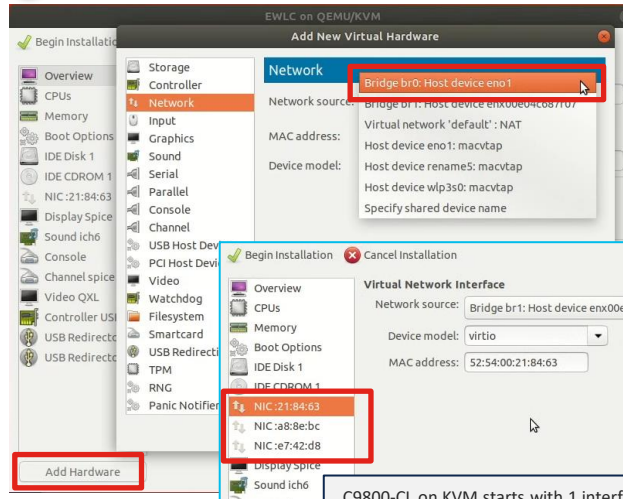 EWLC on QEMU/KVM
Begin Installatio
Add New Virtual Hardware
Overview
CPUs
Memory
Boot Options
IDE Disk 1
IDE CDROM 1
NIC :21:84:63
Display Spice
Sound ich6
Console
Channel spice
Video QXL
Controller USB
USB Redirecto
USB Redirecto
Add Hardware
Storage
Controller
Network
Input
Graphics
Sound
Serial
Parallel
Console
Channel
USB Host Dev
PCI Host Devi
Video
Watchdog
Filesystem
Smartcard
USB Redirecti
TPM
RNG
Panic Notifier
Network
Network source:
MAC address:
Device model:
Bridge br0: Host device eno1
Bridge br1: Host device enx00e04c687f07
Virtual network 'default' : NAT
Host device eno1: macvtap
Host device rename5: macvtap
Host device wlp3s0: macvtap
Specify shared device name
Begin Installation
Cancel Installation
Overview
CPUs
Memory
Boot Options
IDE Disk 1
IDE CDROM 1
NIC :21:84:63
NIC :a8:8e:bc
NIC :e7:42:d8
Display Spice
Sound ich6
Virtual Network Interface
Network source: Bridge br1: Host device enx00e
Device model: virtio
MAC address: 52:54:00:21:84:63
C9800-CL on KVM starts with 1 interf